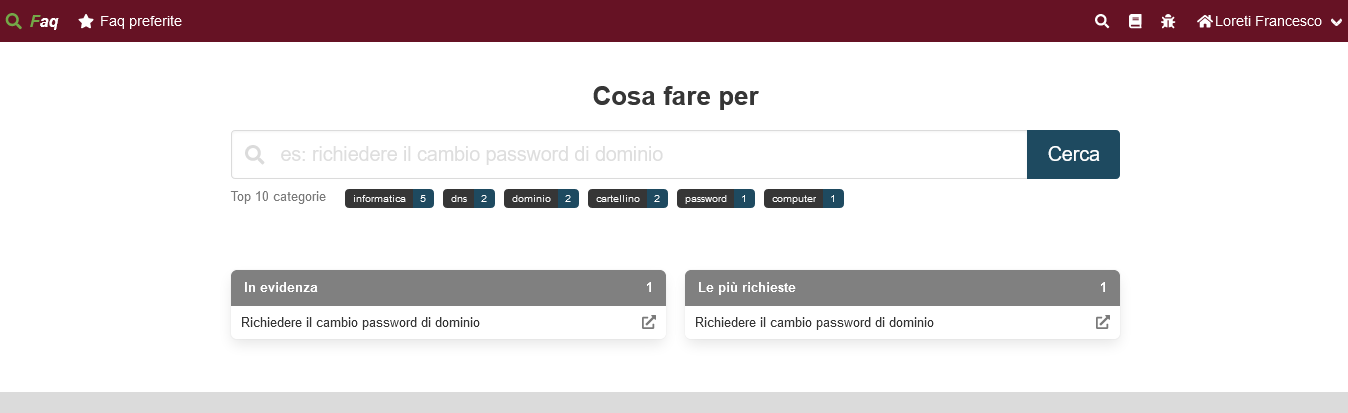 Faq Faq preferite Loreti Francesco
Cosa fare per
es: richiedere il cambio password di dominio Cerca
Top 10 categorie informatica 5 dns 2 dominio 2 cartellino 2 password 1 computer 1
In evidenza 1
Richiedere il cambio password di dominio
Le più richieste 1
Richiedere il cambio password di dominio